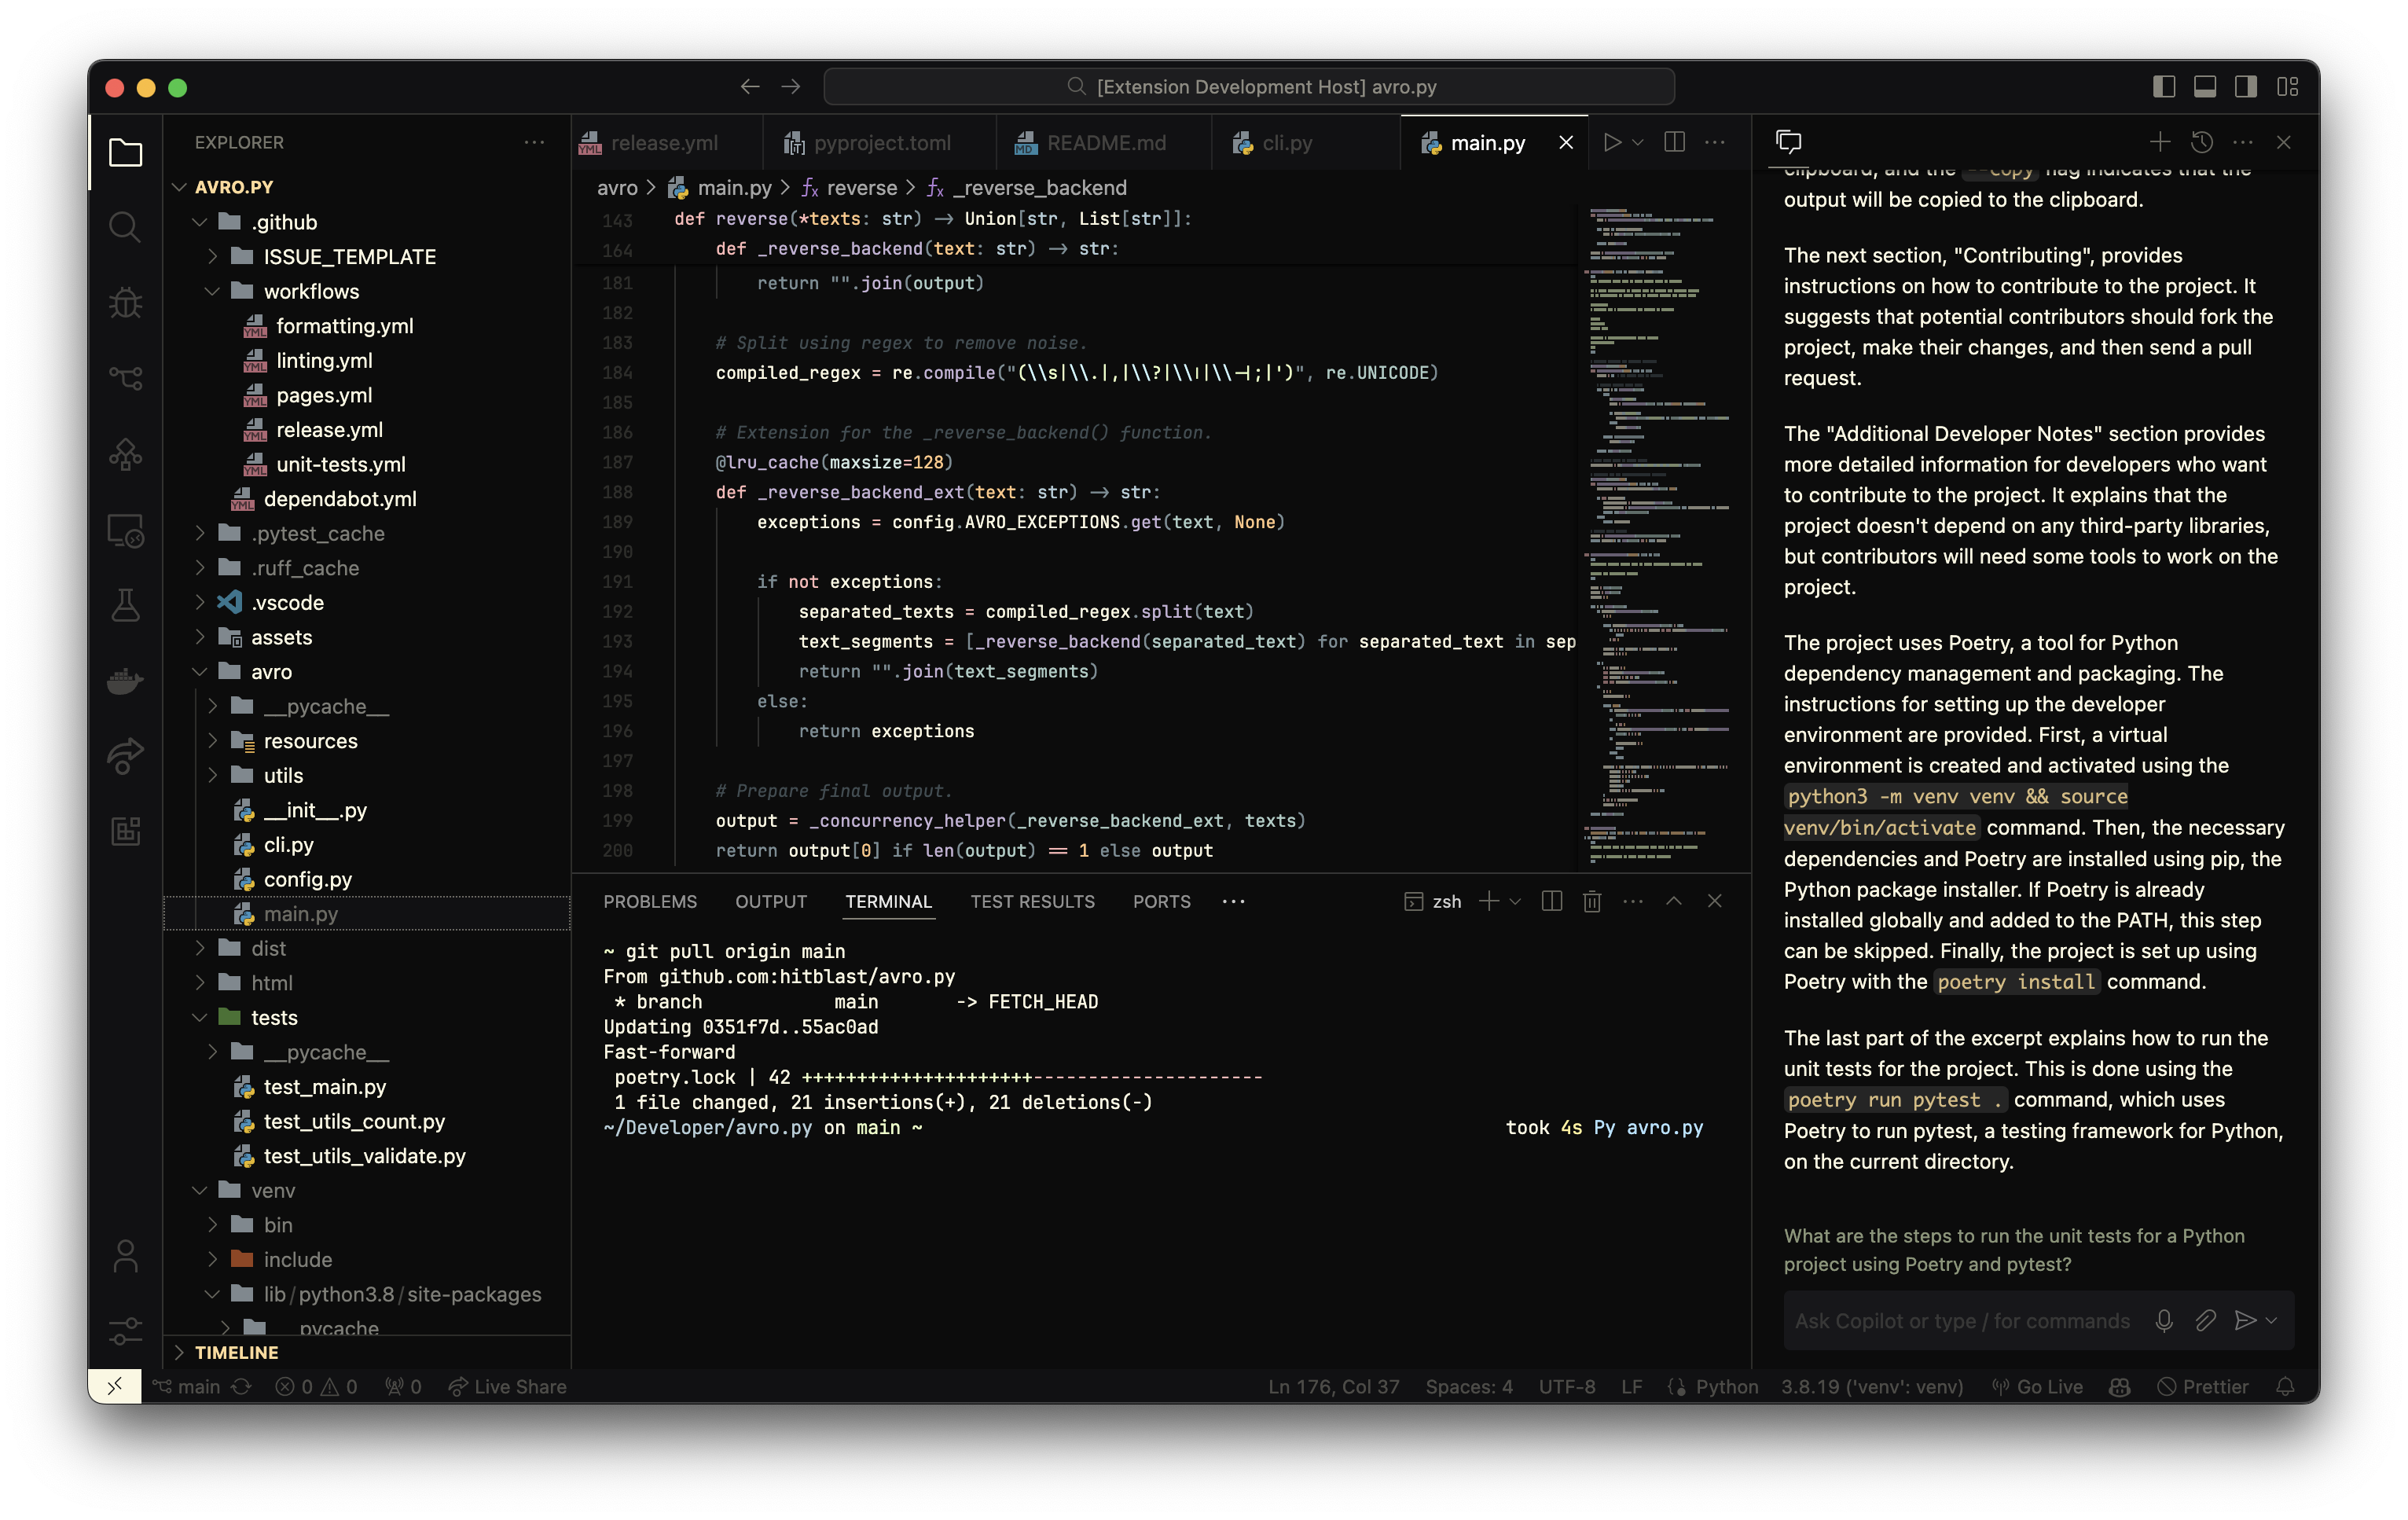 [Extension Development Host] avro.py
EXPLORER
AVRO.PY
.github
ISSUE_TEMPLATE
workflows
formatting.yml
linting.yml
pages.yml
release.yml
unit-tests.yml
dependabot.yml
.pytest_cache
.ruff_cache
.vscode
assets
avro
__pycache__
resources
utils
__init__.py
cli.py
config.py
main.py
dist
html
tests
__pycache__
test_main.py
test_utils_count.py
test_utils_validate.py
venv
bin
include
lib/python3.8/site-packages
__pycache__
TIMELINE
release.yml
pyproject.toml
README.md
cli.py
main.py
avro > main.py > reverse > _reverse_backend
143 def reverse(*texts: str) -> Union[str, List[str]]:
164 def _reverse_backend(text: str) -> str:
181 return "".join(output)
182
183 # Split using regex to remove noise.
184 compiled_regex = re.compile("(\\s|\\.|,|\\?|\\।|\\-|;|')", re.UNICODE)
185
186 # Extension for the _reverse_backend() function.
187 @lru_cache(maxsize=128)
188 def _reverse_backend_ext(text: str) -> str:
189 exceptions = config.AVRO_EXCEPTIONS.get(text, None)
190
191 if not exceptions:
192 separated_texts = compiled_regex.split(text)
193 text_segments = [_reverse_backend(separated_text) for separated_text in sep
194 return "".join(text_segments)
195 else:
196 return exceptions
197
198 # Prepare final output.
199 output = _concurrency_helper(_reverse_backend_ext, texts)
200 return output[0] if len(output) == 1 else output
PROBLEMS OUTPUT TERMINAL TEST RESULTS PORTS
zsh
~ git pull origin main
From github.com:hitblast/avro.py
* branch main -> FETCH_HEAD
Updating 0351f7d..55ac0ad
Fast-forward
poetry.lock | 42 +++++++++++++++++++++---------------------
1 file changed, 21 insertions(+), 21 deletions(-)
~/Developer/avro.py on main ~ took 4s Py avro.py
clipboard, and the --copy flag indicates that the
output will be copied to the clipboard.
The next section, "Contributing", provides
instructions on how to contribute to the project. It
suggests that potential contributors should fork the
project, make their changes, and then send a pull
request.
The "Additional Developer Notes" section provides
more detailed information for developers who want
to contribute to the project. It explains that the
project doesn't depend on any third-party libraries,
but contributors will need some tools to work on the
project.
The project uses Poetry, a tool for Python
dependency management and packaging. The
instructions for setting up the developer
environment are provided. First, a virtual
environment is created and activated using the
python3 -m venv venv && source
venv/bin/activate command. Then, the necessary
dependencies and Poetry are installed using pip, the
Python package installer. If Poetry is already
installed globally and added to the PATH, this step
can be skipped. Finally, the project is set up using
Poetry with the poetry install command.
The last part of the excerpt explains how to run the
unit tests for the project. This is done using the
poetry run pytest . command, which uses
Poetry to run pytest, a testing framework for Python,
on the current directory.
What are the steps to run the unit tests for a Python
project using Poetry and pytest?
Ask Copilot or type / for commands
main 0 0 0 Live Share
Ln 176, Col 37 Spaces: 4 UTF-8 LF Python 3.8.19 ('venv': venv) Go Live Prettier